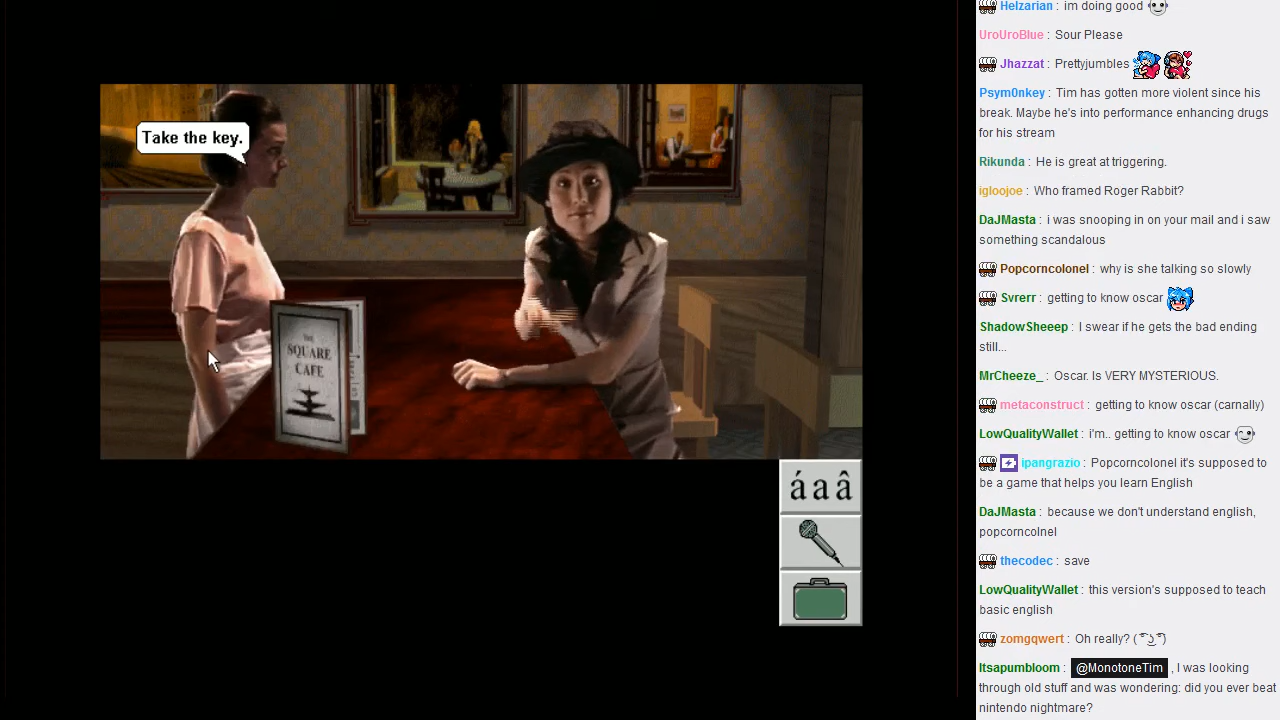 Take the key.
THE
SQUARE
CAFE
á a â
Helzarian : im doing good
UroUroBlue : Sour Please
Jhazzat : Prettyjumbles
Psym0nkey : Tim has gotten more violent since his
break. Maybe he's into performance enhancing drugs
for his stream
Rikunda : He is great at triggering.
igloojoe : Who framed Roger Rabbit?
DaJMasta : i was snooping in on your mail and i saw
something scandalous
Popcorncolonel : why is she talking so slowly
Svrerr : getting to know oscar
ShadowSheeep : I swear if he gets the bad ending
still...
MrCheeze_ : Oscar. Is VERY MYSTERIOUS.
metaconstruct : getting to know oscar (carnally)
LowQualityWallet : i'm.. getting to know oscar
ipangrazio : Popcorncolonel it's supposed to
be a game that helps you learn English
DaJMasta : because we don't understand english,
popcorncolnel
thecodec : save
LowQualityWallet : this version's supposed to teach
basic english
zomgqwert : Oh really? ( ͡° ͜ʖ ͡°)
Itsapumbloom : @MonotoneTim , I was looking
through old stuff and was wondering: did you ever beat
nintendo nightmare?